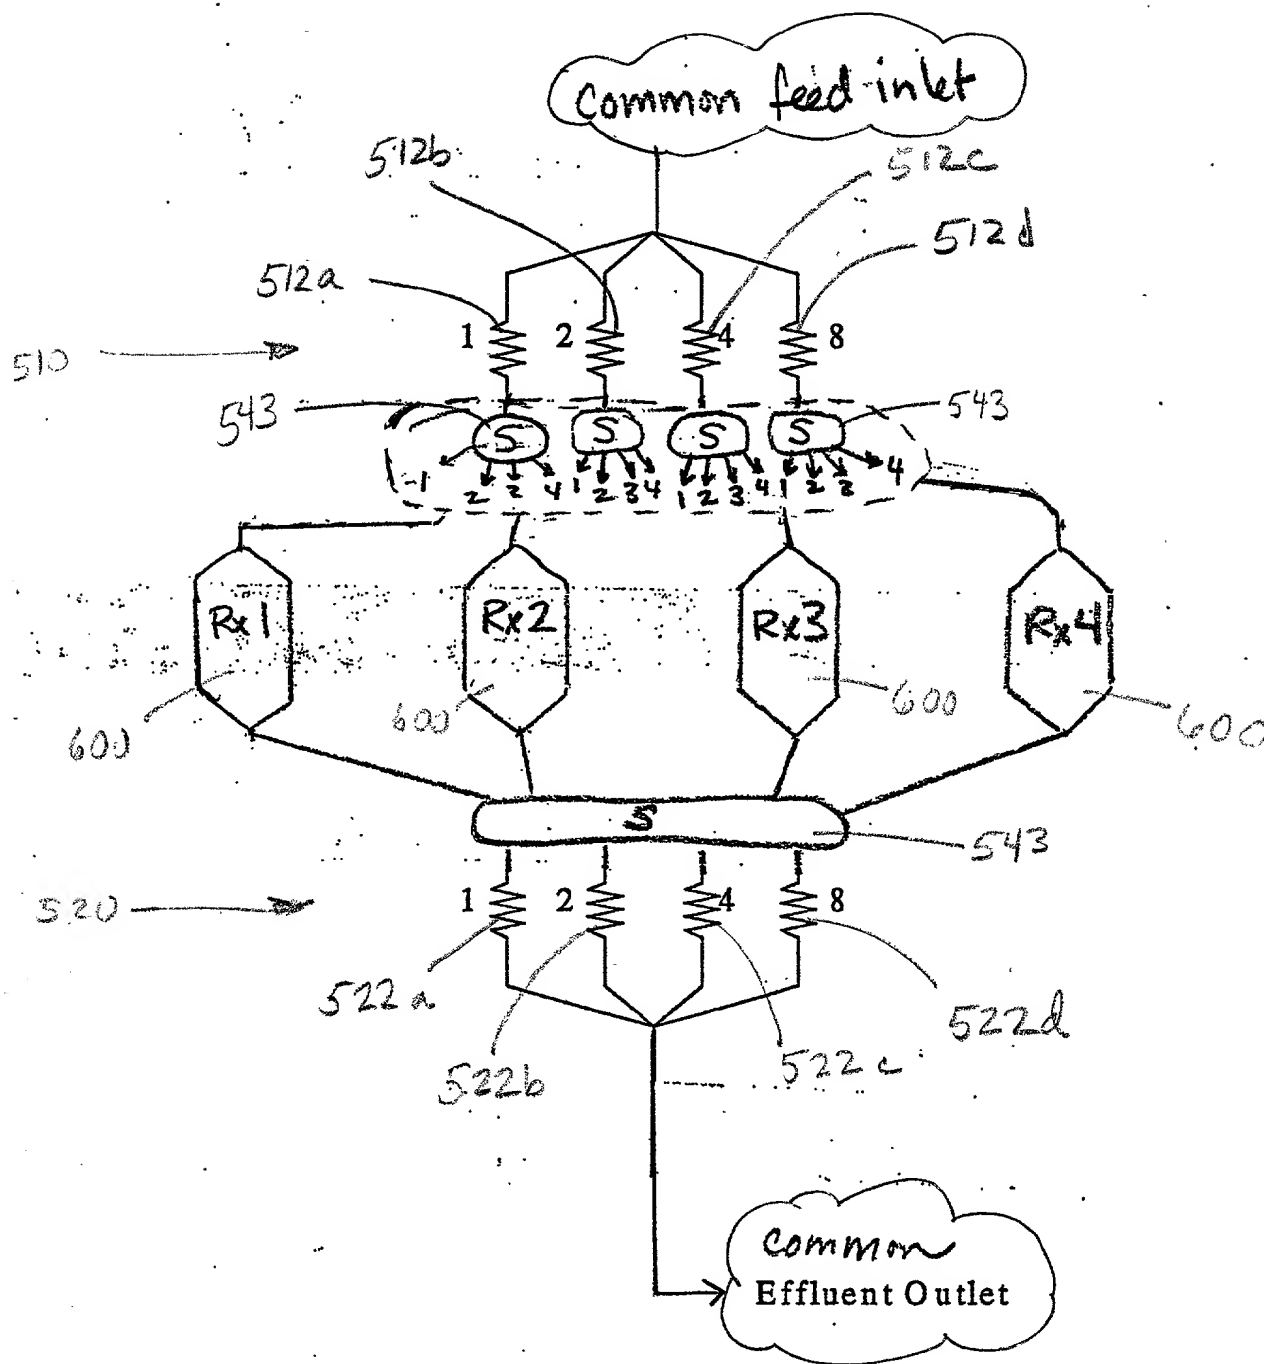 Common feed inlet
512b
512c
512d
512a
1 2 4 8
510
543
543
S S S S
-1 2 2 4 1 2 3 4 1 2 3 4 1 2 3 4
Rx1 Rx2 Rx3 Rx4
600 600 600 600
S
543
1 2 4 8
520
522a
522d
522b
522c
common
Effluent Outlet